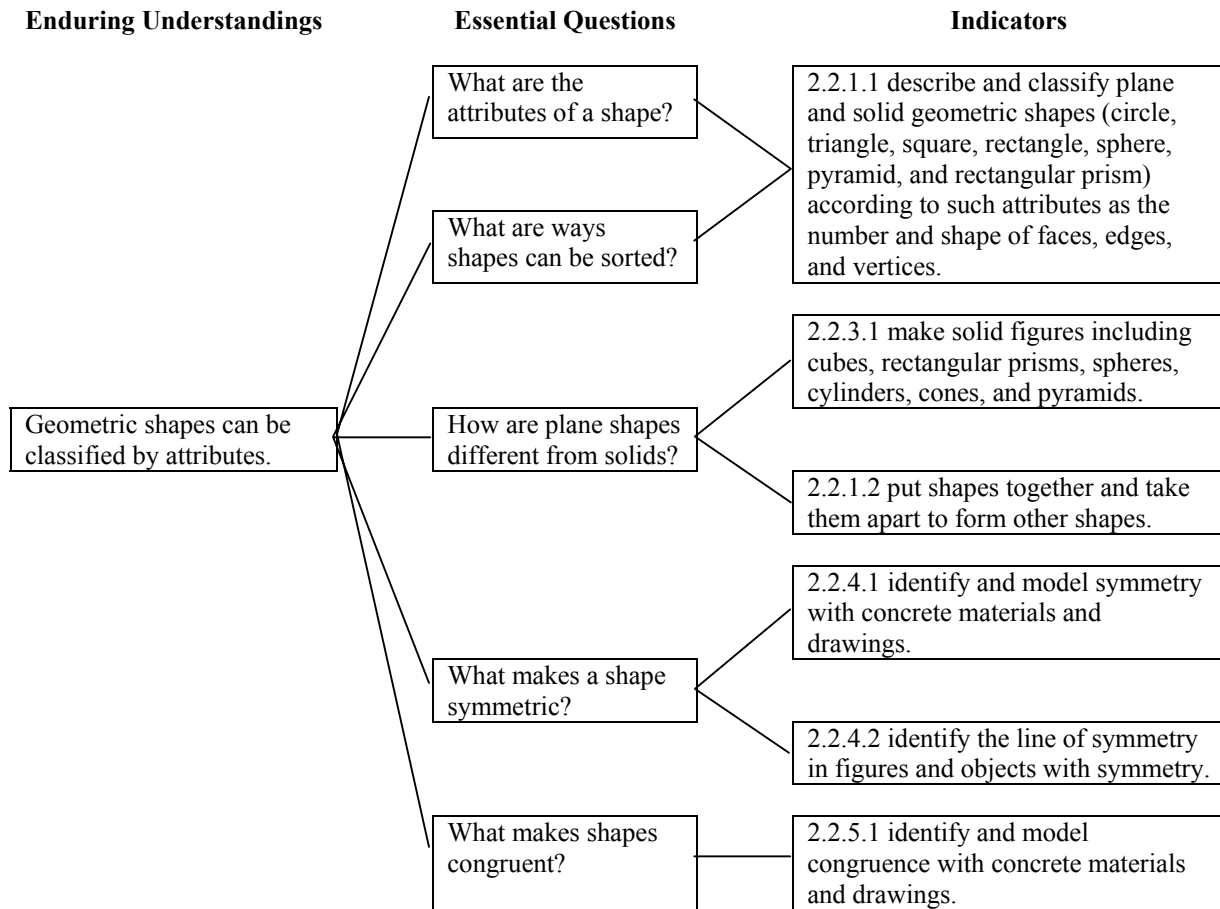 Enduring Understandings
Essential Questions
Indicators
What are the
attributes of a shape?
2.2.1.1 describe and classify plane
and solid geometric shapes (circle,
triangle, square, rectangle, sphere,
pyramid, and rectangular prism)
according to such attributes as the
number and shape of faces, edges,
and vertices.
What are ways
shapes can be sorted?
2.2.3.1 make solid figures including
cubes, rectangular prisms, spheres,
cylinders, cones, and pyramids.
Geometric shapes can be
classified by attributes.
How are plane shapes
different from solids?
2.2.1.2 put shapes together and take
them apart to form other shapes.
2.2.4.1 identify and model symmetry
with concrete materials and
drawings.
What makes a shape
symmetric?
2.2.4.2 identify the line of symmetry
in figures and objects with symmetry.
What makes shapes
congruent?
2.2.5.1 identify and model
congruence with concrete materials
and drawings.